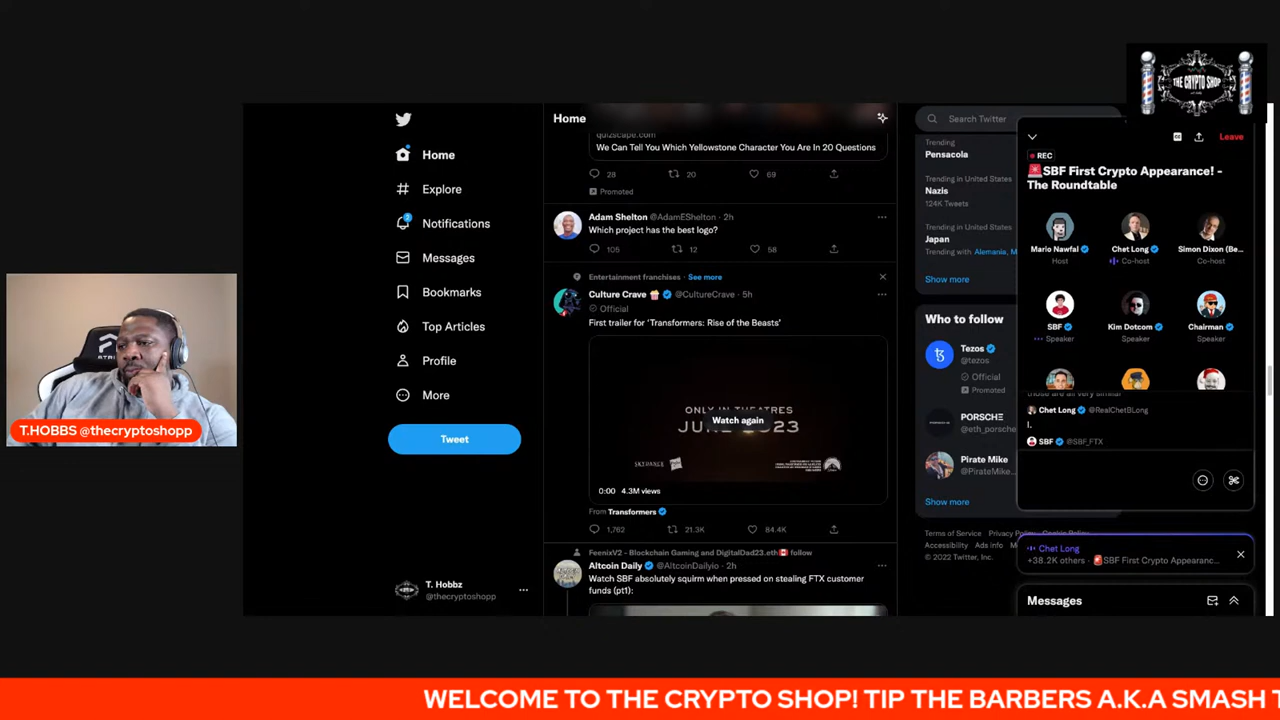 THE CRYPTO SHOP
Home
Explore
Notifications
2
Messages
Bookmarks
Top Articles
Profile
More
Tweet
T. Hobbz
@thecryptoshopp
T.HOBBS @thecryptoshopp
Home
quizscape.com
We Can Tell You Which Yellowstone Character You Are In 20 Questions
28 20 69
Promoted
Adam Shelton @AdamEShelton · 2h
Which project has the best logo?
105 12 58
Entertainment franchises · See more
Culture Crave @CultureCrave · 5h
Official
First trailer for 'Transformers: Rise of the Beasts'
ONLY IN THEATRES
Watch again
SKYDANCE
0:00 4.3M views
From Transformers
1,762 21.3K 84.4K
FeenixV2 - Blockchain Gaming and DigitalDad23.eth follow
Altcoin Daily @AltcoinDailyio · 2h
Watch SBF absolutely squirm when pressed on stealing FTX customer
funds (pt1):
Search Twitter
Trending
Pensacola
Trending in United States
Nazis
124K Tweets
Trending in United States
Japan
Trending with Alemania, M
Show more
Who to follow
Tezos
@tezos
Official
Promoted
PORSCHE
@eth_porsche
Pirate Mike
@PirateMike
Show more
Terms of Service Privacy Policy Cookie Policy
Accessibility Ads info M
© 2022 Twitter, Inc.
Leave
REC
🚨SBF First Crypto Appearance! -
The Roundtable
Mario Nawfal Chet Long Simon Dixon (Be...
Host Co-host Co-host
SBF Kim Dotcom Chairman
Speaker Speaker Speaker
those are all very similar
Chet Long @RealChetBLong
I.
SBF @SBF_FTX
Chet Long
+38.2K others · 🚨SBF First Crypto Appearanc...
Messages
WELCOME TO THE CRYPTO SHOP! TIP THE BARBERS A.K.A SMASH T